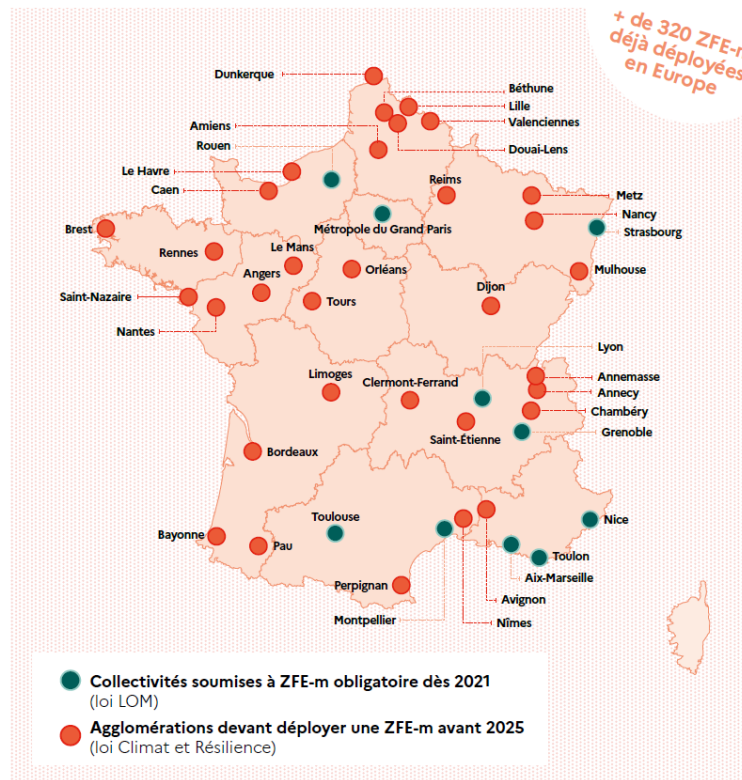 + de 320 ZFE-m
déjà déployées
en Europe
Dunkerque
Béthune
Lille
Amiens
Valenciennes
Rouen
Douai-Lens
Le Havre
Reims
Caen
Metz
Nancy
Métropole du Grand Paris
Strasbourg
Brest
Rennes
Le Mans
Orléans
Mulhouse
Angers
Dijon
Saint-Nazaire
Tours
Nantes
Lyon
Limoges
Clermont-Ferrand
Annemasse
Annecy
Chambéry
Saint-Étienne
Grenoble
Bordeaux
Toulouse
Nice
Bayonne
Pau
Toulon
Aix-Marseille
Perpignan
Avignon
Montpellier
Nîmes
Collectivités soumises à ZFE-m obligatoire dès 2021
(loi LOM)
Agglomérations devant déployer une ZFE-m avant 2025
(loi Climat et Résilience)